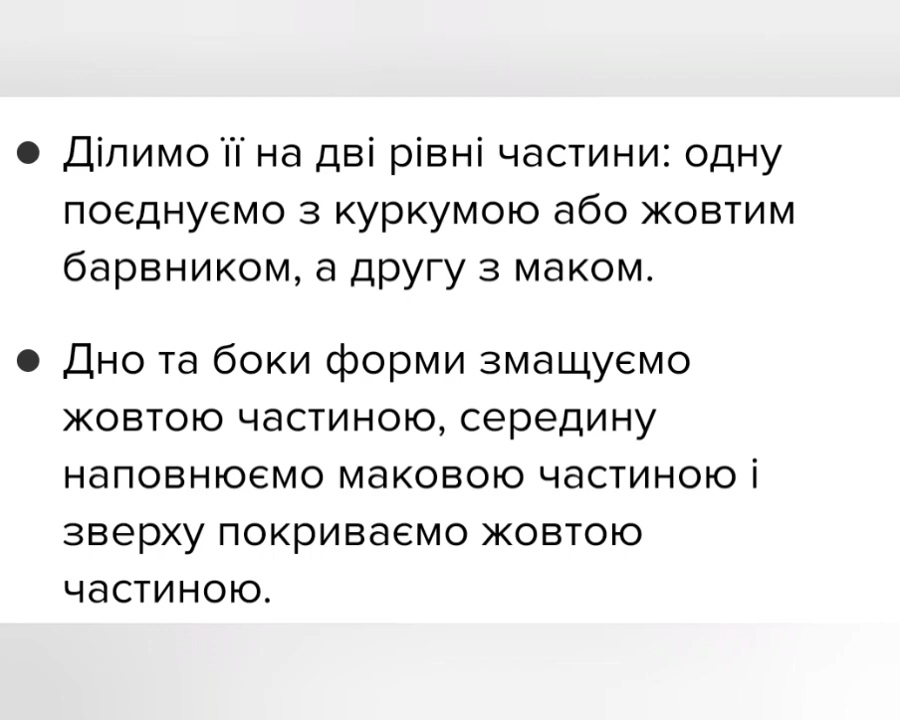 • Ділимо її на дві рівні частини: одну
поєднуємо з куркумою або жовтим
барвником, а другу з маком.
• Дно та боки форми змащуємо
жовтою частиною, середину
наповнюємо маковою частиною і
зверху покриваємо жовтою
частиною.